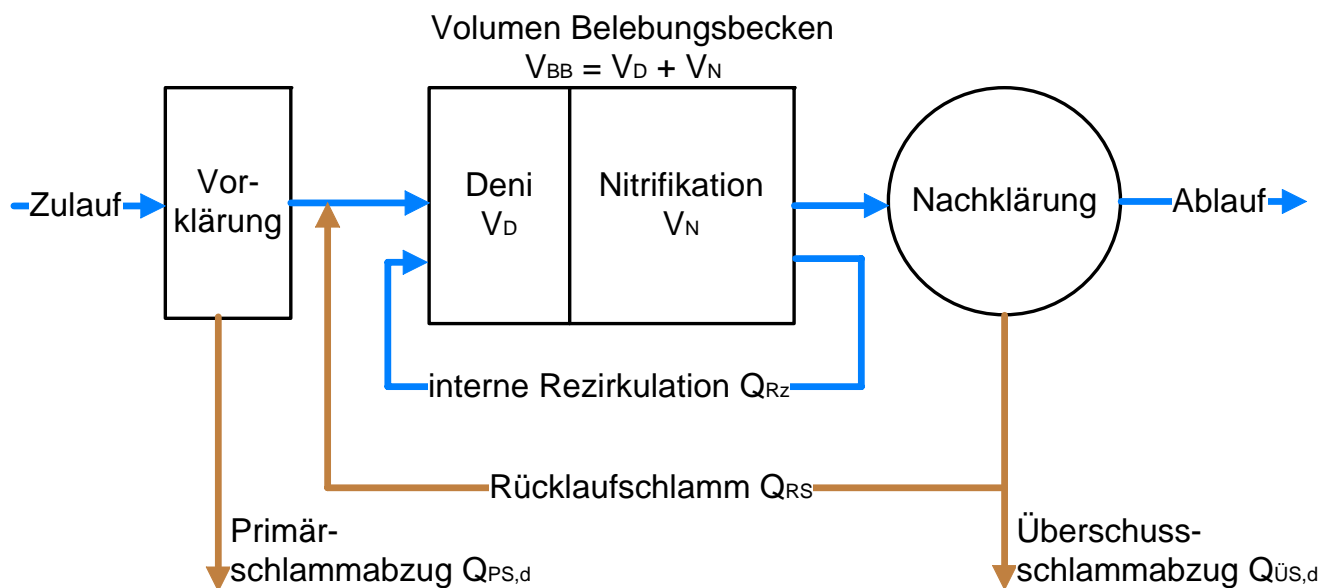 Volumen Belebungsbecken
VBB = VD + VN
Zulauf
Vor-
klärung
Deni
VD
Nitrifikation
VN
Nachklärung
Ablauf
interne Rezirkulation QRz
Rücklaufschlamm QRS
Primär-
schlammabzug QPS,d
Überschuss-
schlammabzug QÜS,d